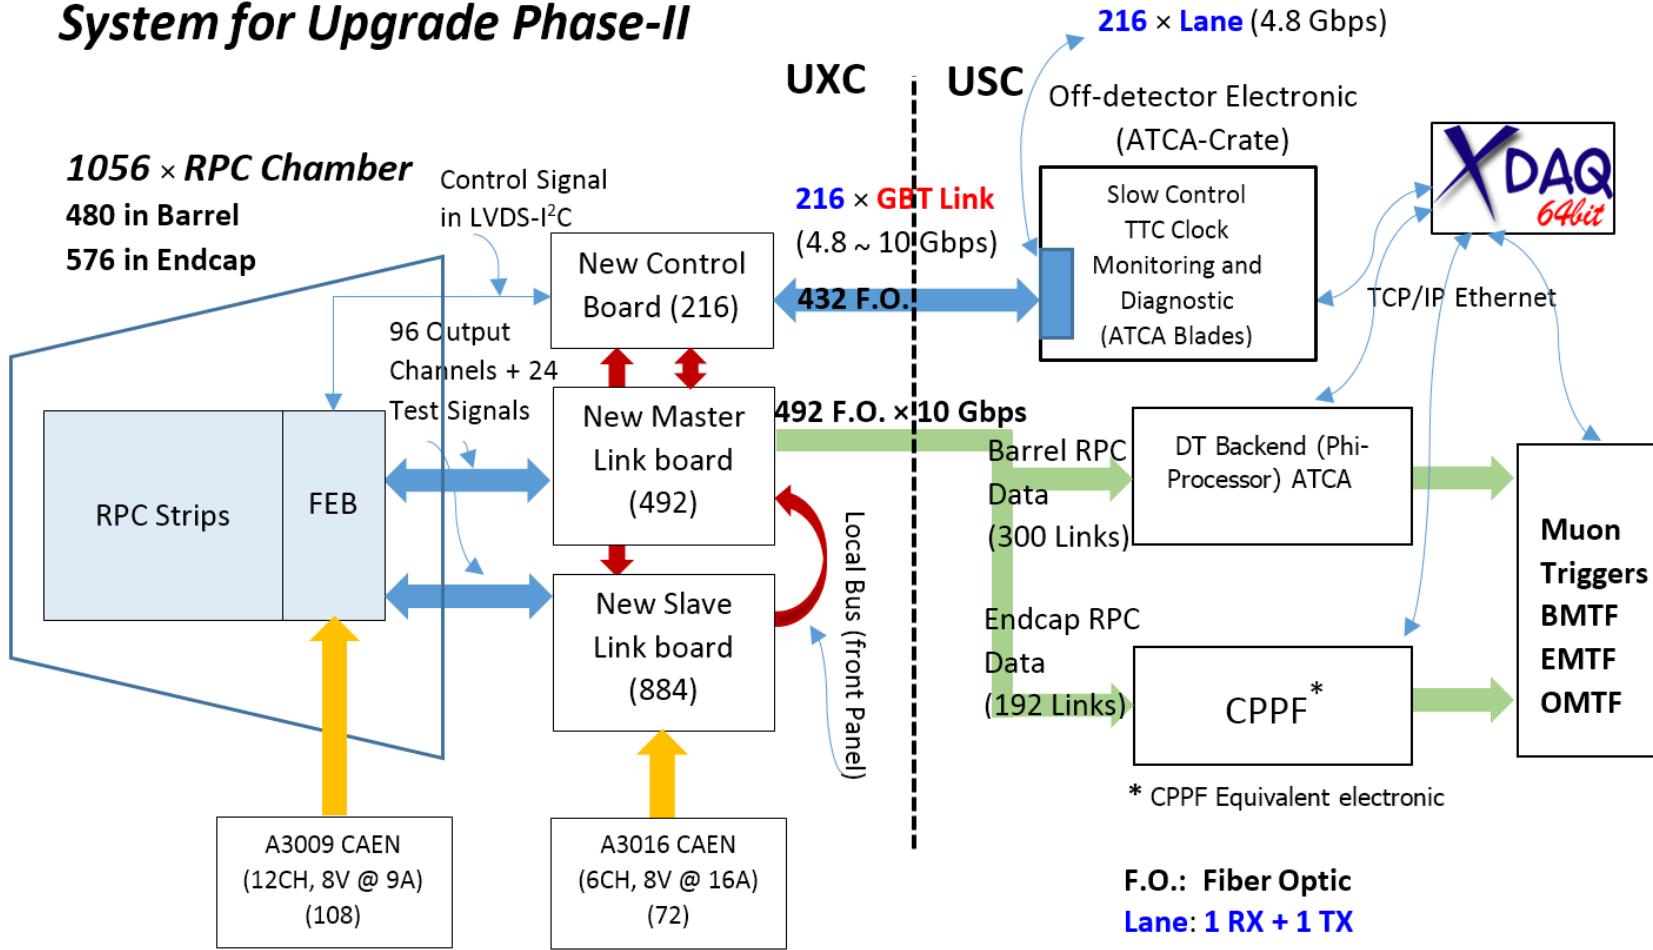 System for Upgrade Phase-II
216 × Lane (4.8 Gbps)
UXC
USC
Off-detector Electronic
(ATCA-Crate)
1056 × RPC Chamber
480 in Barrel
576 in Endcap
Control Signal
in LVDS-I²C
216 × GBT Link
(4.8 ~ 10 Gbps)
432 F.O.
New Control
Board (216)
Slow Control
TTC Clock
Monitoring and
Diagnostic
(ATCA Blades)
XDAQ
64bit
TCP/IP Ethernet
96 Output
Channels + 24
Test Signals
New Master
Link board
(492)
492 F.O. × 10 Gbps
Barrel RPC
Data
(300 Links)
DT Backend (Phi-
Processor) ATCA
RPC Strips
FEB
New Slave
Link board
(884)
Local Bus (front Panel)
Endcap RPC
Data
(192 Links)
CPPF*
Muon
Triggers
BMTF
EMTF
OMTF
* CPPF Equivalent electronic
A3009 CAEN
(12CH, 8V @ 9A)
(108)
A3016 CAEN
(6CH, 8V @ 16A)
(72)
F.O.: Fiber Optic
Lane: 1 RX + 1 TX